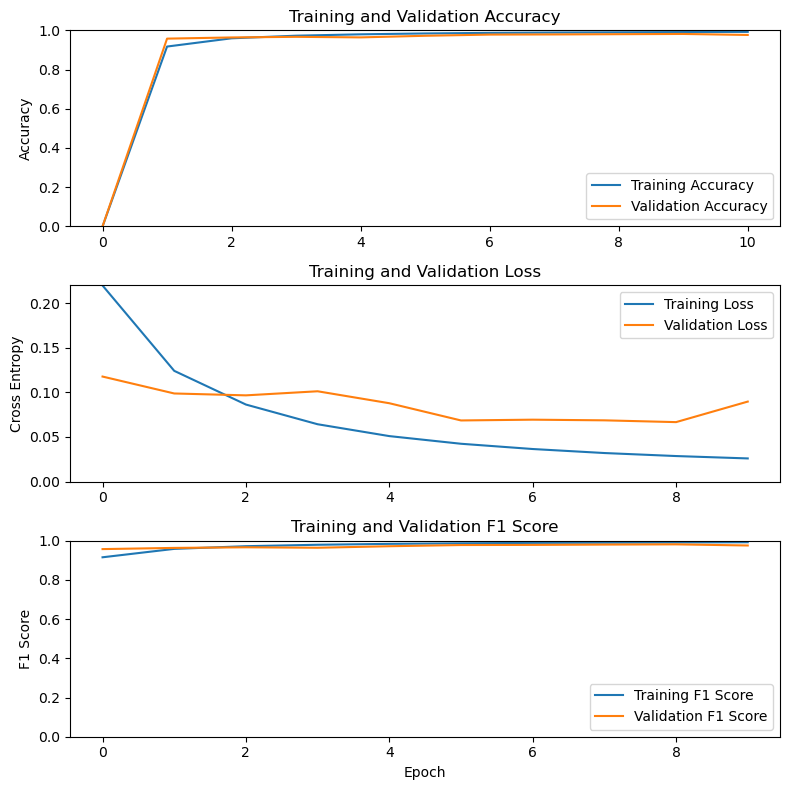 Training and Validation Accuracy
1.0
0.8
0.6
0.4
0.2
0.0
Accuracy
Training Accuracy
Validation Accuracy
0 2 4 6 8 10
Training and Validation Loss
0.20
0.15
0.10
0.05
0.00
Cross Entropy
Training Loss
Validation Loss
0 2 4 6 8
Training and Validation F1 Score
1.0
0.8
0.6
0.4
0.2
0.0
F1 Score
Training F1 Score
Validation F1 Score
0 2 4 6 8
Epoch